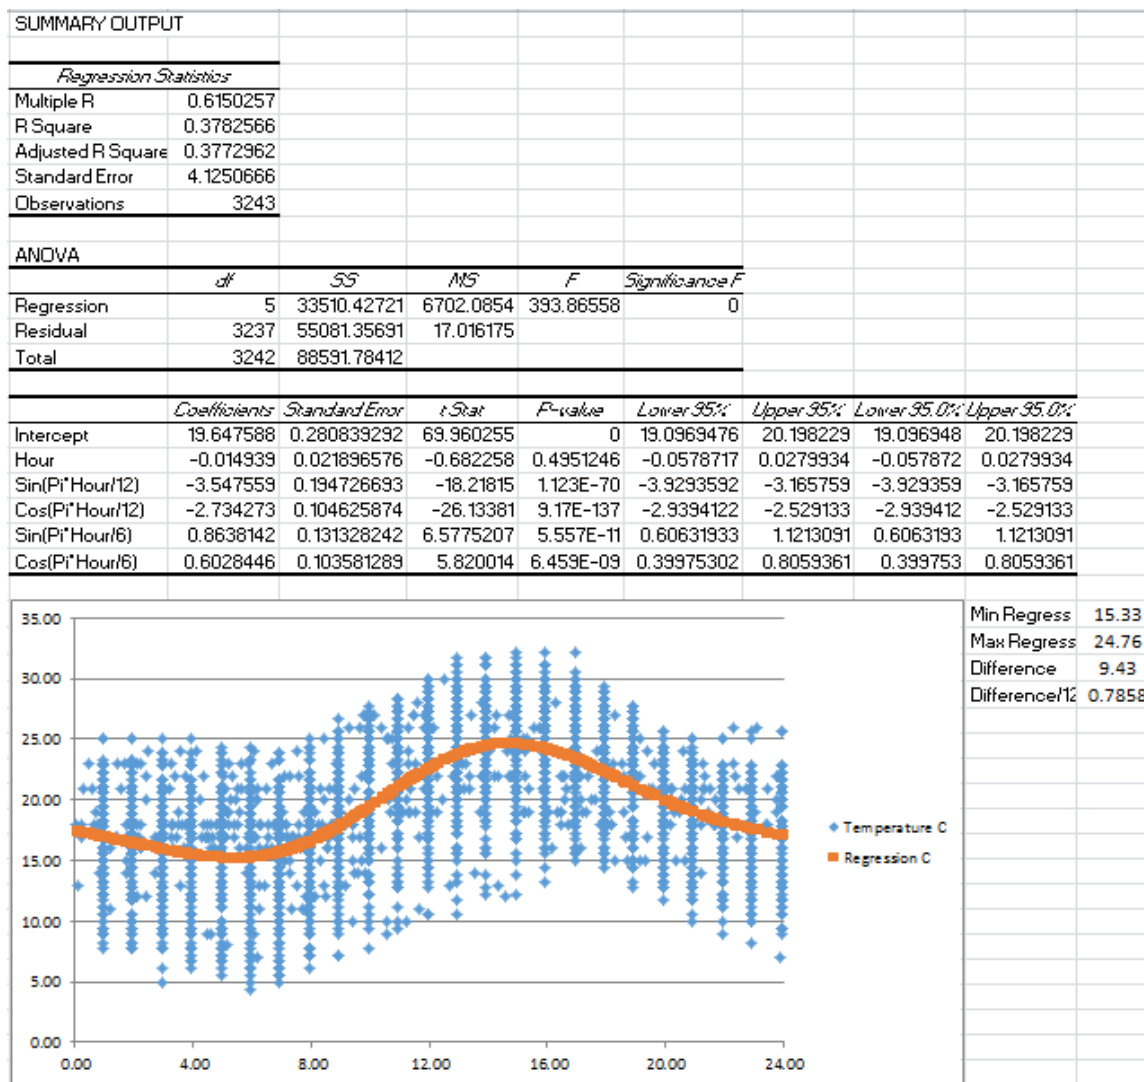 SUMMARY OUTPUT
Regression Statistics
Multiple R 0.6150257
R Square 0.3782566
Adjusted R Square 0.3772962
Standard Error 4.1250666
Observations 3243
ANOVA
df SS MS F Significance F
Regression 5 33510.42721 6702.0854 393.86558 0
Residual 3237 55081.35691 17.016175
Total 3242 88591.78412
Coefficients Standard Error t Stat P-value Lower 95% Upper 95% Lower 95.0% Upper 95.0%
Intercept 19.647588 0.280839292 69.960255 0 19.0969476 20.198229 19.096948 20.198229
Hour -0.014939 0.021896576 -0.682258 0.4951246 -0.0578717 0.0279934 -0.057872 0.0279934
Sin(Pi*Hour/12) -3.547559 0.194726693 -18.21815 1.123E-70 -3.9293592 -3.165759 -3.929359 -3.165759
Cos(Pi*Hour/12) -2.734273 0.104625874 -26.13381 9.17E-137 -2.9394122 -2.529133 -2.939412 -2.529133
Sin(Pi*Hour/6) 0.8638142 0.131328242 6.5775207 5.557E-11 0.60631933 1.1213091 0.6063193 1.1213091
Cos(Pi*Hour/6) 0.6028446 0.103581289 5.820014 6.459E-09 0.39975302 0.8059361 0.399753 0.8059361
Min Regress 15.33
Max Regress 24.76
Difference 9.43
Difference/12 0.7858
35.00
30.00
25.00
20.00
15.00
10.00
5.00
0.00
0.00 4.00 8.00 12.00 16.00 20.00 24.00
Temperature C
Regression C